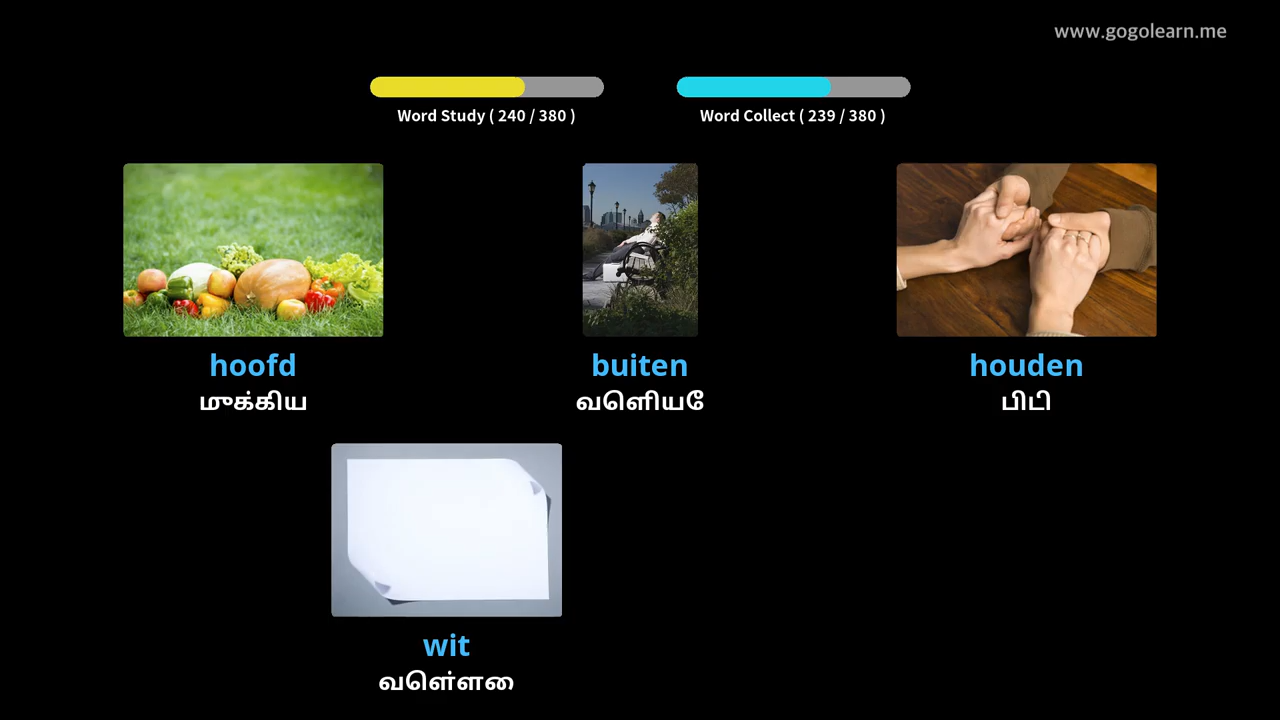 www.gogolearn.me
Word Study ( 240 / 380 )
Word Collect ( 239 / 380 )
hoofd
buiten
houden
முக்கிய
வெளியே
பிடி
wit
வெள்ளை